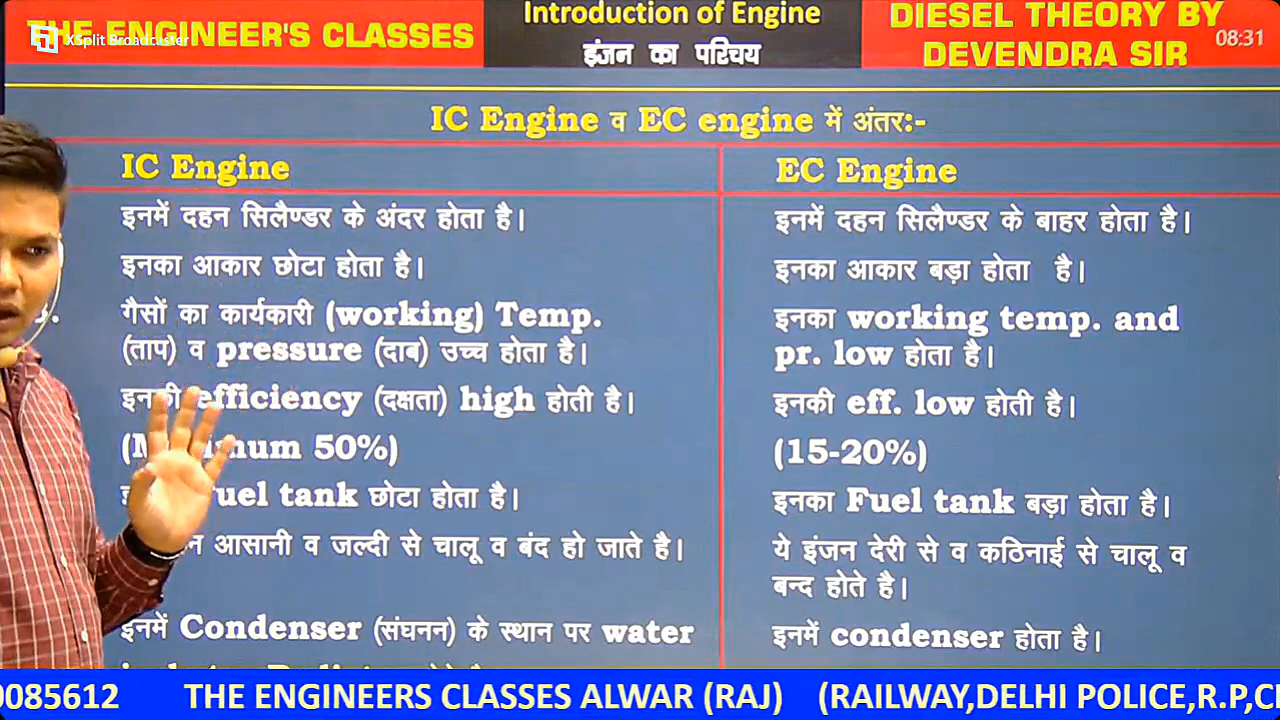 THE ENGINEER'S CLASSES
XSplit Broadcaster
Introduction of Engine
इंजन का परिचय
DIESEL THEORY BY
DEVENDRA SIR
08:31
IC Engine व EC engine में अंतर:-
IC Engine
इनमें दहन सिलैण्डर के अंदर होता है।
इनका आकार छोटा होता है।
गैसों का कार्यकारी (working) Temp.
(ताप) व pressure (दाब) उच्च होता है।
इनकी efficiency (दक्षता) high होती है।
50%)
Fuel tank छोटा होता है।
आसानी व जल्दी से चालू व बंद हो जाते है।
इनमें Condenser (संघनन) के स्थान पर water
EC Engine
इनमें दहन सिलैण्डर के बाहर होता है।
इनका आकार बड़ा होता है।
इनका working temp. and
pr. low होता है।
इनकी eff. low होती है।
(15-20%)
इनका Fuel tank बड़ा होता है।
ये इंजन देरी से व कठिनाई से चालू व
बन्द होते है।
इनमें condenser होता है।
0085612 THE ENGINEERS CLASSES ALWAR (RAJ) (RAILWAY,DELHI POLICE,R.P,